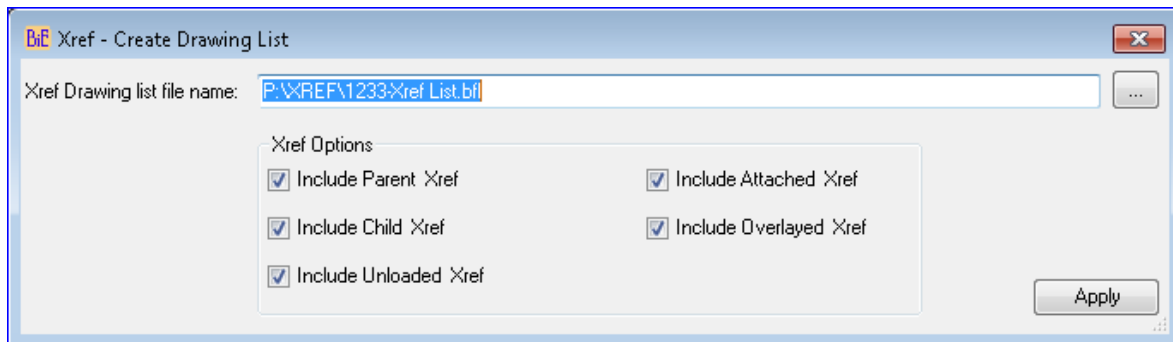 BiE Xref - Create Drawing List
Xref Drawing list file name: P:\XREF\1233-Xref List.bfl ...
Xref Options
Include Parent Xref Include Attached Xref
Include Child Xref Include Overlayed Xref
Include Unloaded Xref
Apply